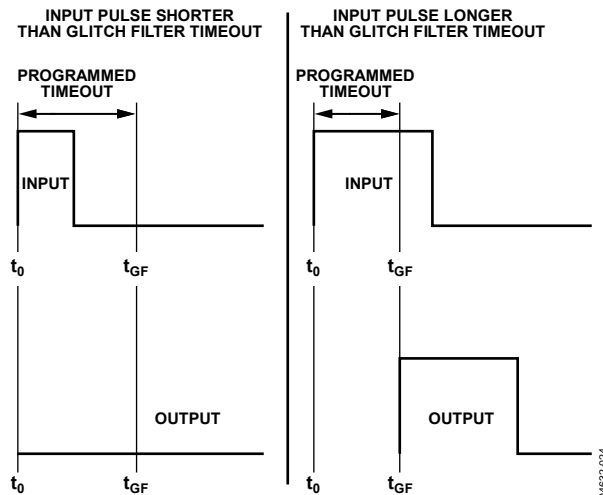 INPUT PULSE SHORTER
THAN GLITCH FILTER TIMEOUT
PROGRAMMED
TIMEOUT
INPUT
t0
tGF
OUTPUT
t0
tGF
INPUT PULSE LONGER
THAN GLITCH FILTER TIMEOUT
PROGRAMMED
TIMEOUT
INPUT
t0
tGF
OUTPUT
t0
tGF